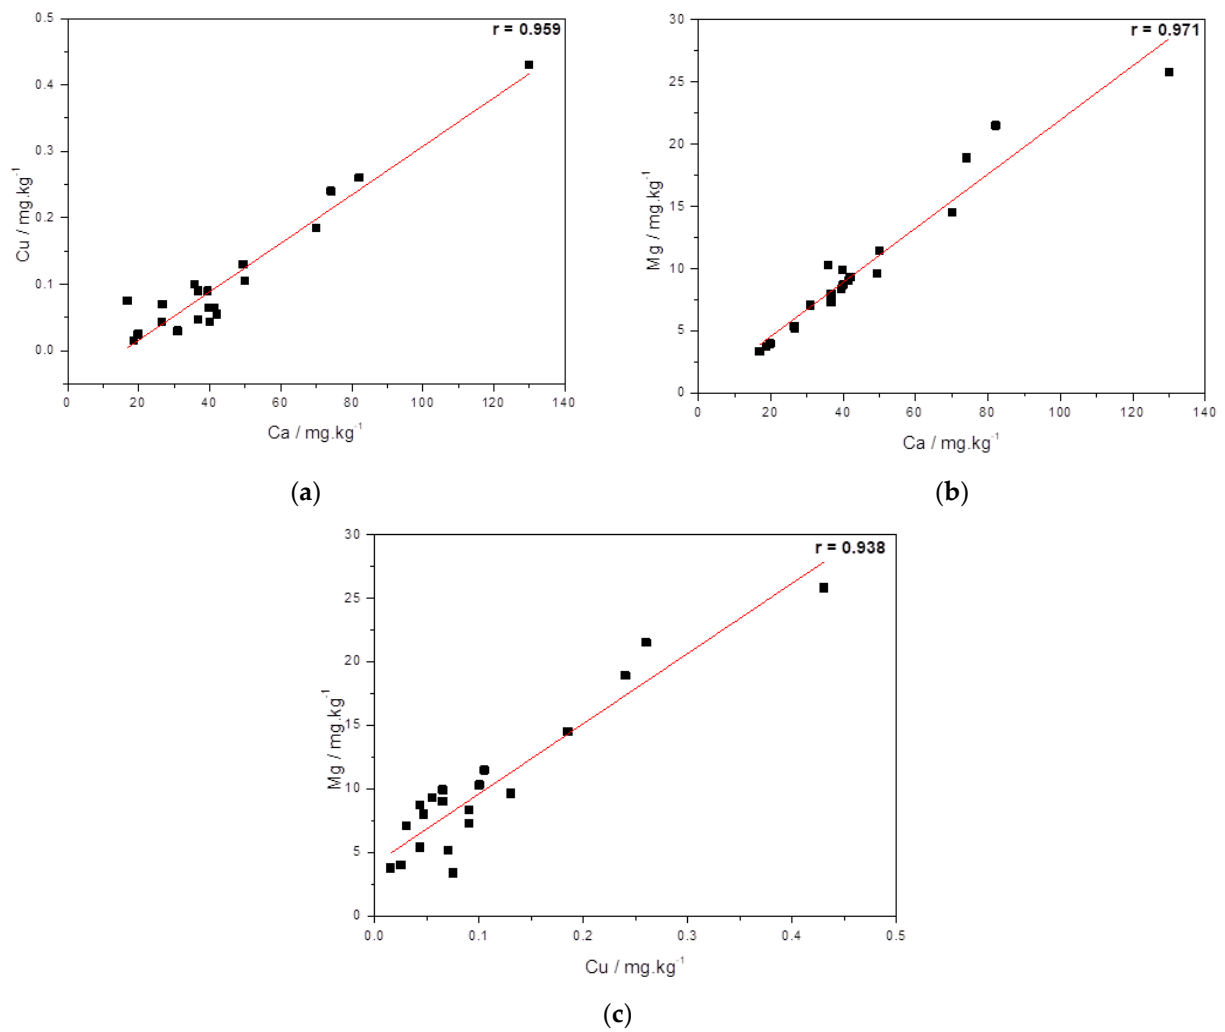 r = 0.959
0.5
0.4
0.3
0.2
0.1
0.0
Cu / mg.kg⁻¹
0 20 40 60 80 100 120 140
Ca / mg.kg⁻¹
(a)
r = 0.971
30
25
20
15
10
5
0
Mg / mg.kg⁻¹
0 20 40 60 80 100 120 140
Ca / mg.kg⁻¹
(b)
r = 0.938
30
25
20
15
10
5
0
Mg / mg.kg⁻¹
0.0 0.1 0.2 0.3 0.4 0.5
Cu / mg.kg⁻¹
(c)